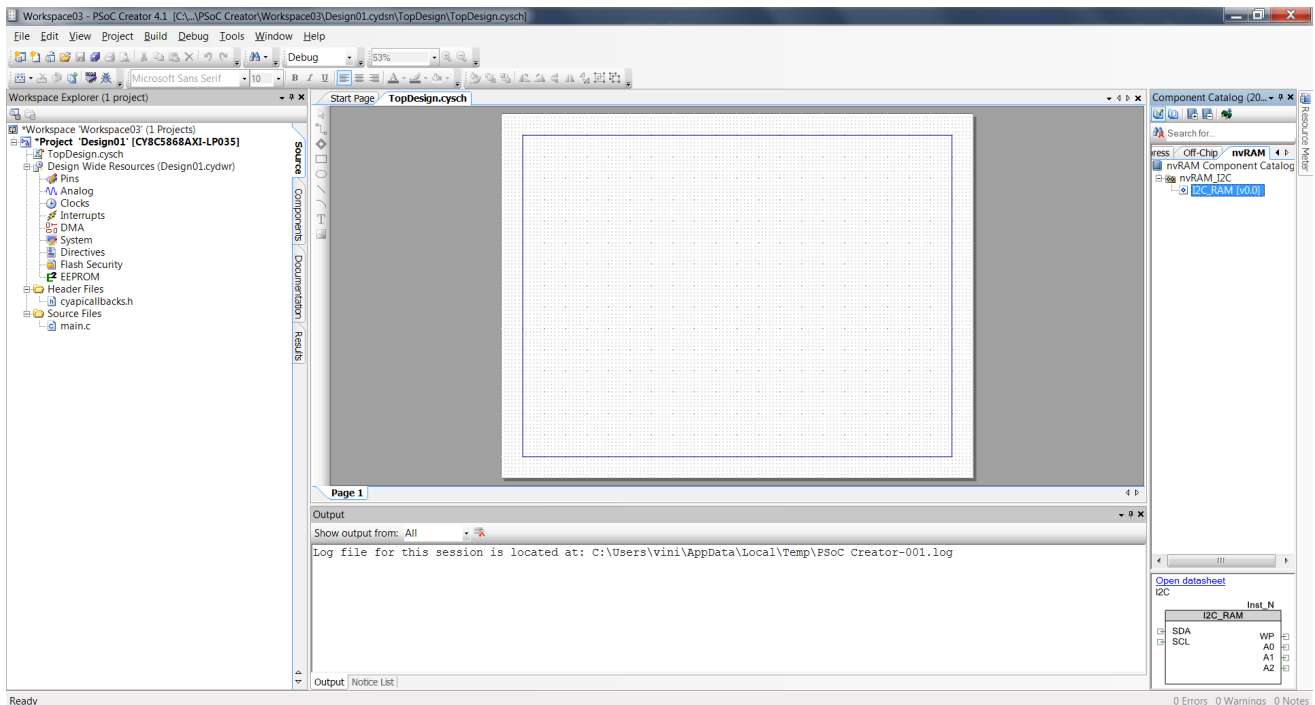 Workspace03 - PSoC Creator 4.1 [C:\...\PSoC Creator\Workspace03\Design01.cydsn\TopDesign\TopDesign.cysch]
File Edit View Project Build Debug Tools Window Help
Debug 53%
Microsoft Sans Serif 10 B I U A
Workspace Explorer (1 project)
*Workspace 'Workspace03' (1 Projects)
*Project 'Design01' [CY8C5868AXI-LP035]
TopDesign.cysch
Design Wide Resources (Design01.cydwr)
Pins
Analog
Clocks
Interrupts
DMA
System
Directives
Flash Security
EEPROM
Header Files
cyapicallbacks.h
Source Files
main.c
Source
Components
Documentation
Results
Start Page TopDesign.cysch
T
Page 1
Output
Show output from: All
Log file for this session is located at: C:\Users\vini\AppData\Local\Temp\PSoC Creator-001.log
Output Notice List
Component Catalog (20...
Search for...
ress Off-Chip nvRAM
nvRAM Component Catalog
nvRAM_I2C
I2C_RAM [v0.0]
Resource Meter
Open datasheet
I2C
Inst_N
I2C_RAM
SDA
SCL
WP
A0
A1
A2
Ready
0 Errors 0 Warnings 0 Notes